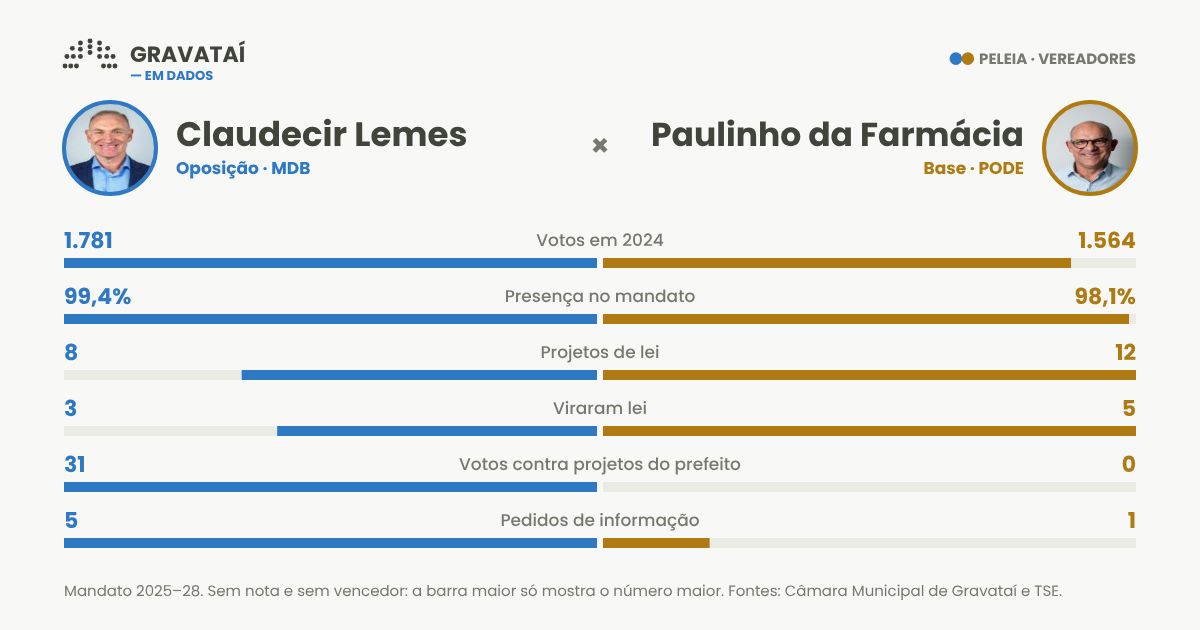 GRAVATAÍ
— EM DADOS
PELEIA · VEREADORES
Claudecir Lemes
Oposição · MDB
×
Paulinho da Farmácia
Base · PODE
1.781 Votos em 2024 1.564
99,4% Presença no mandato 98,1%
8 Projetos de lei 12
3 Viraram lei 5
31 Votos contra projetos do prefeito 0
5 Pedidos de informação 1
Mandato 2025–28. Sem nota e sem vencedor: a barra maior só mostra o número maior. Fontes: Câmara Municipal de Gravataí e TSE.